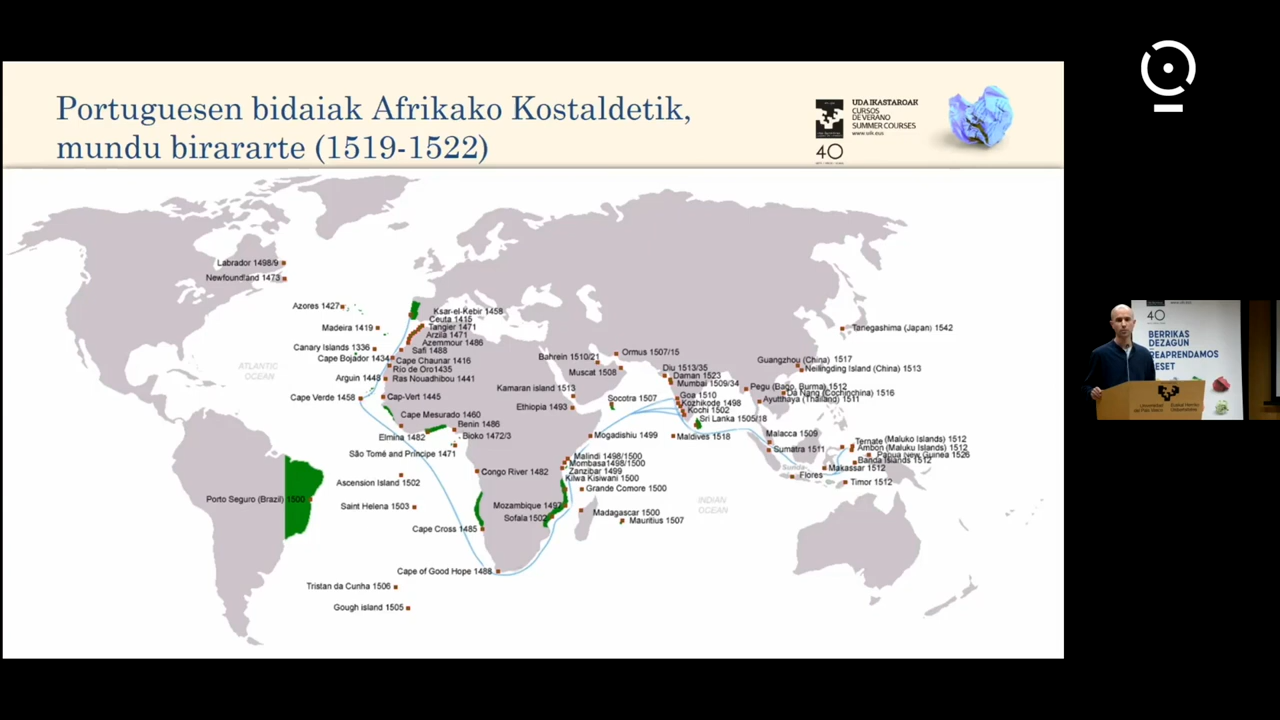 Portuguesen bidaiak Afrikako Kostaldetik,
mundu birararte (1519-1522)
UDA IKASTAROAK
CURSOS
DE VERANO
SUMMER COURSES
www.uik.eus
40
Labrador 1498/9
Newfoundland 1473
Azores 1427
Madeira 1419
Canary Islands 1336
Cape Bojador 1434
Arguin 1448
Cape Verde 1458
ATLANTIC
OCEAN
Ksar-el-Kebir 1458
Ceuta 1415
Tangier 1471
Arzila 1471
Azemmour 1486
Safi 1488
Cape Chaunar 1416
Rio de Oro1435
Ras Nouadhibou 1441
Cap-Vert 1445
Cape Mesurado 1460
Benin 1486
Elmina 1482
Bioko 1472/3
São Tomé and Príncipe 1471
Congo River 1482
Ascension Island 1502
Porto Seguro (Brazil) 1500
Saint Helena 1503
Cape Cross 1485
Cape of Good Hope 1488
Tristan da Cunha 1506
Gough island 1505
Bahrein 1510/21
Ormus 1507/15
Muscat 1508
Kamaran island 1513
Ethiopia 1493
Socotra 1507
Mogadishu 1499
Malindi 1498/1500
Mombasa1498/1500
Zanzibar 1499
Kilwa Kisiwani 1500
Grande Comore 1500
Mozambique 1497
Sofala 1502
Madagascar 1500
Mauritius 1507
INDIAN
OCEAN
Diu 1513/35
Daman 1523
Mumbai 1509/34
Goa 1510
Kozhikode 1498
Kochi 1502
Sri Lanka 1505/18
Maldives 1518
Tanegashima (Japan) 1542
Guangzhou (China) 1517
Neilingding Island (China) 1513
Pegu (Bago, Burma) 1512
Da Nang (Cochinchina) 1516
Ayutthaya (Thailand) 1511
Malacca 1509
Sumatra 1511
Ternate (Maluko Islands) 1512
Ambon (Maluku Islands) 1512
Papua New Guinea 1526
Banda Islands 1512
Makassar 1512
Sunda
Flores
Timor 1512
40
BERRIKAS
DEZAGUN
REAPRENDAMOS
RESET